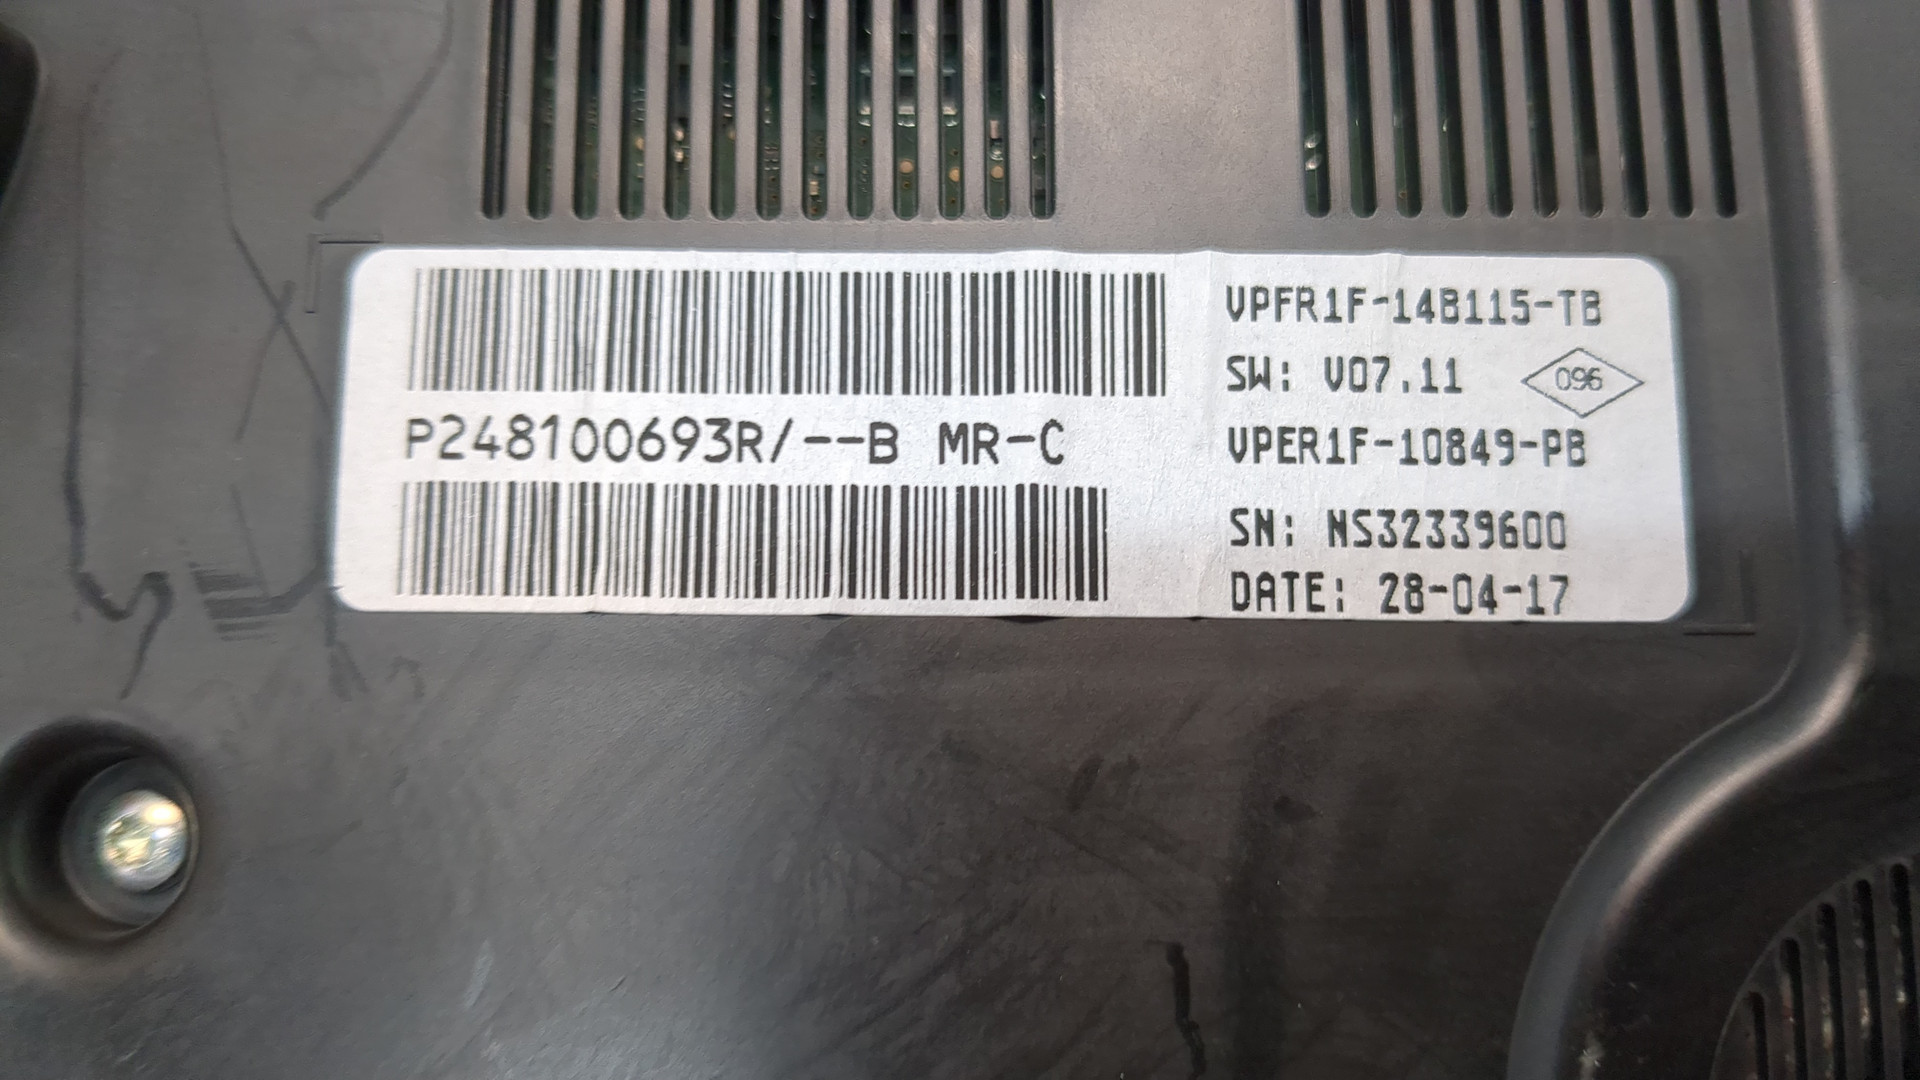 P248100693R/--B MR-C
VPFR1F-14B115-TB
SW: V07.11
096
VPER1F-10849-PB
SN: NS32339600
DATE: 28-04-17